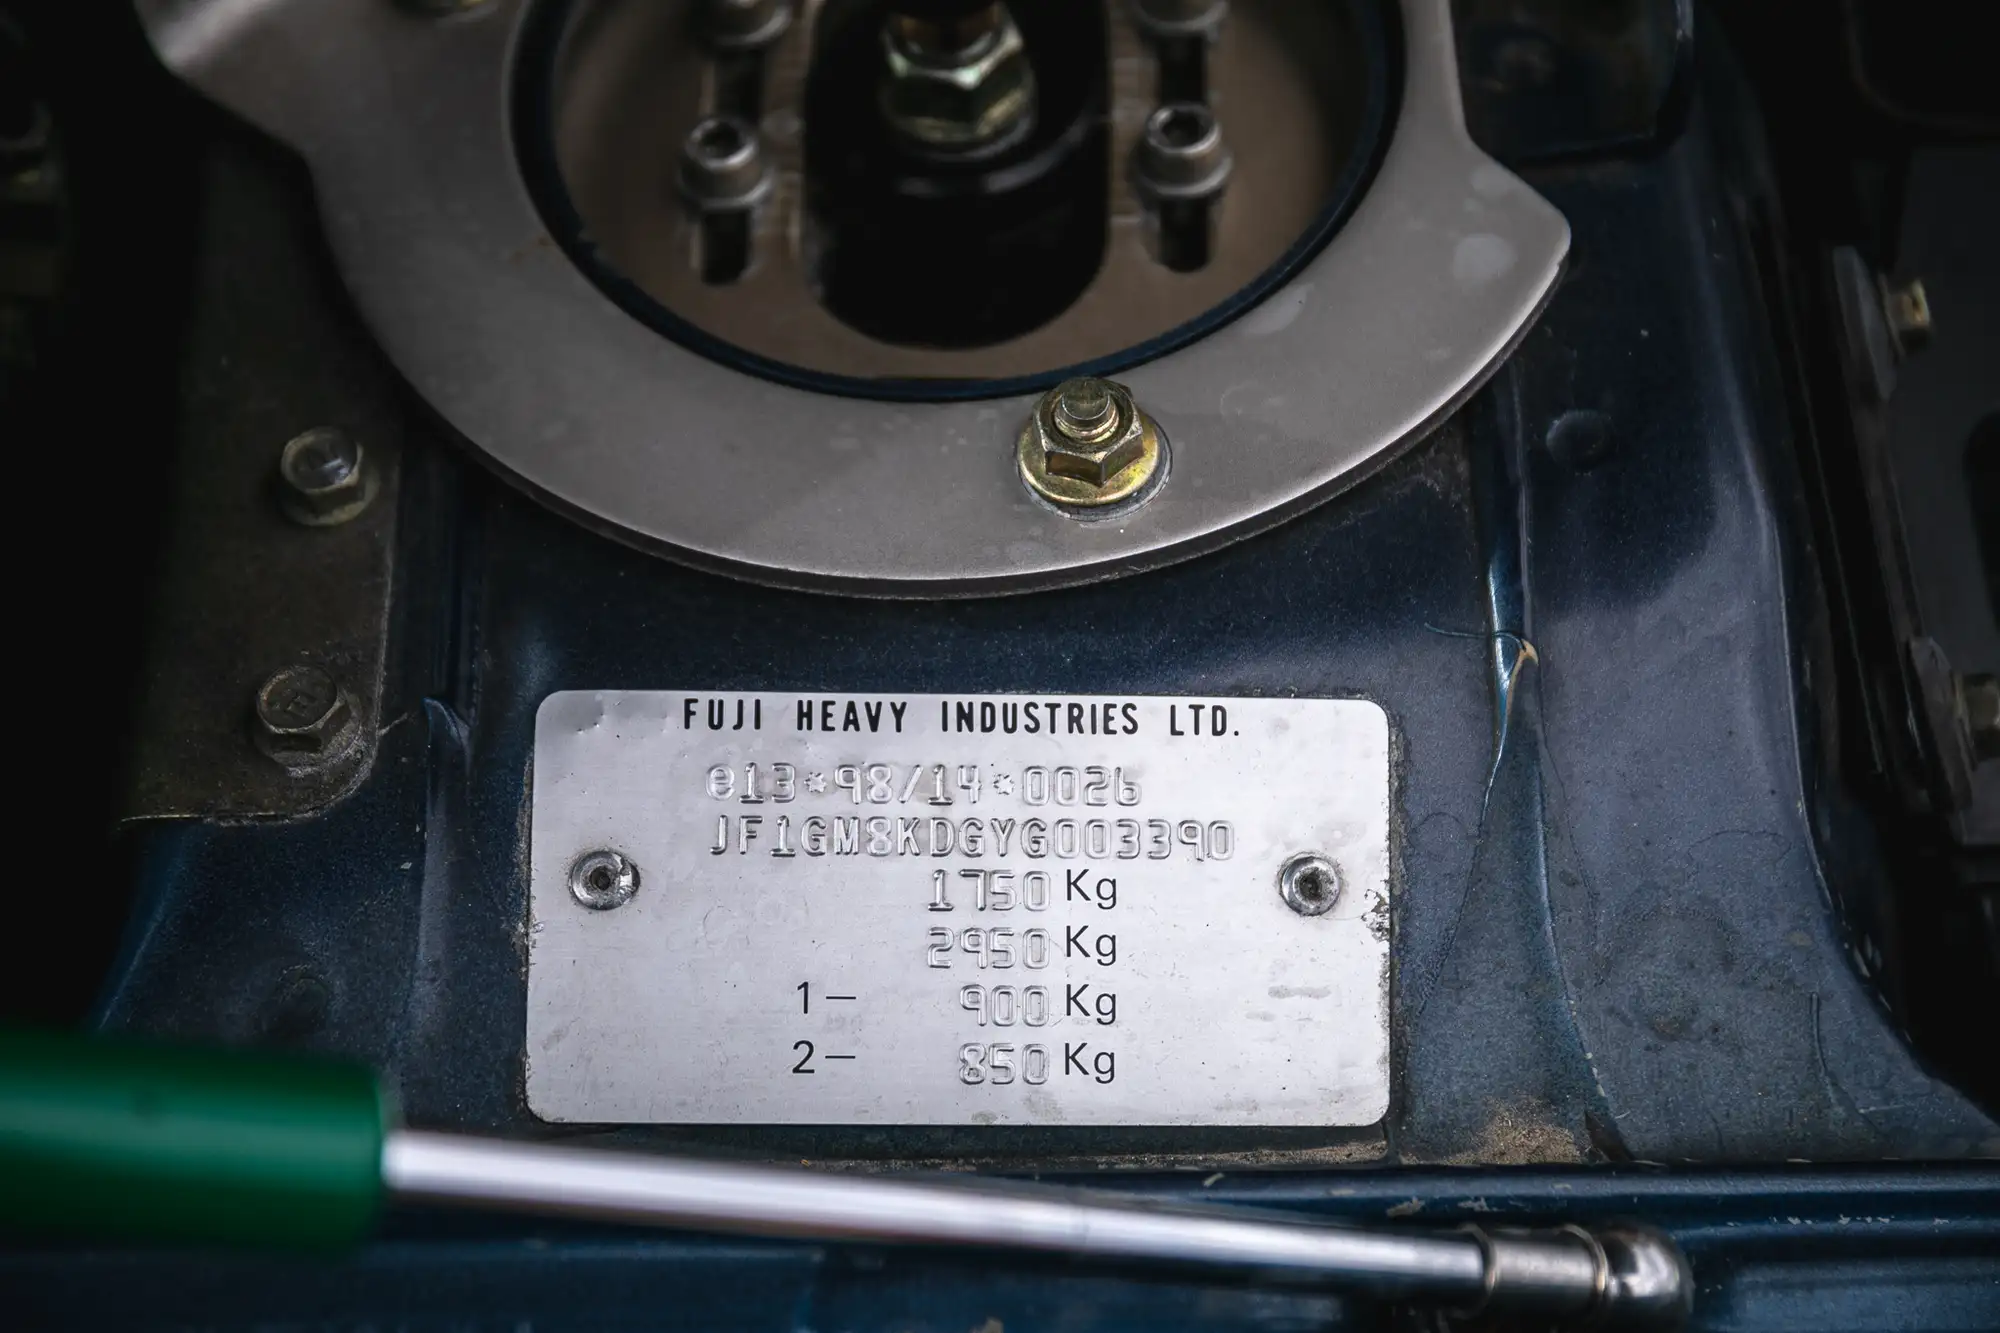 FUJI HEAVY INDUSTRIES LTD.
e13*98/14*0026
JF1GM8KDGYG003390
1750 Kg
2950 Kg
1– 900 Kg
2– 850 Kg